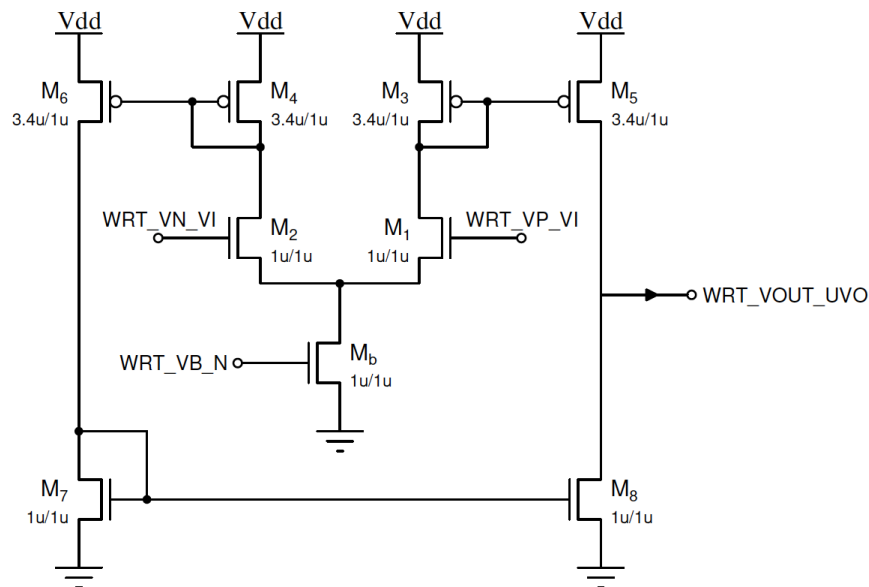 Vdd Vdd Vdd Vdd
M6 M4 M3 M5
3.4u/1u 3.4u/1u 3.4u/1u 3.4u/1u
WRT_VN_VI M2 M1 WRT_VP_VI
1u/1u 1u/1u
WRT_VOUT_UVO
WRT_VB_N Mb
1u/1u
M7 M8
1u/1u 1u/1u